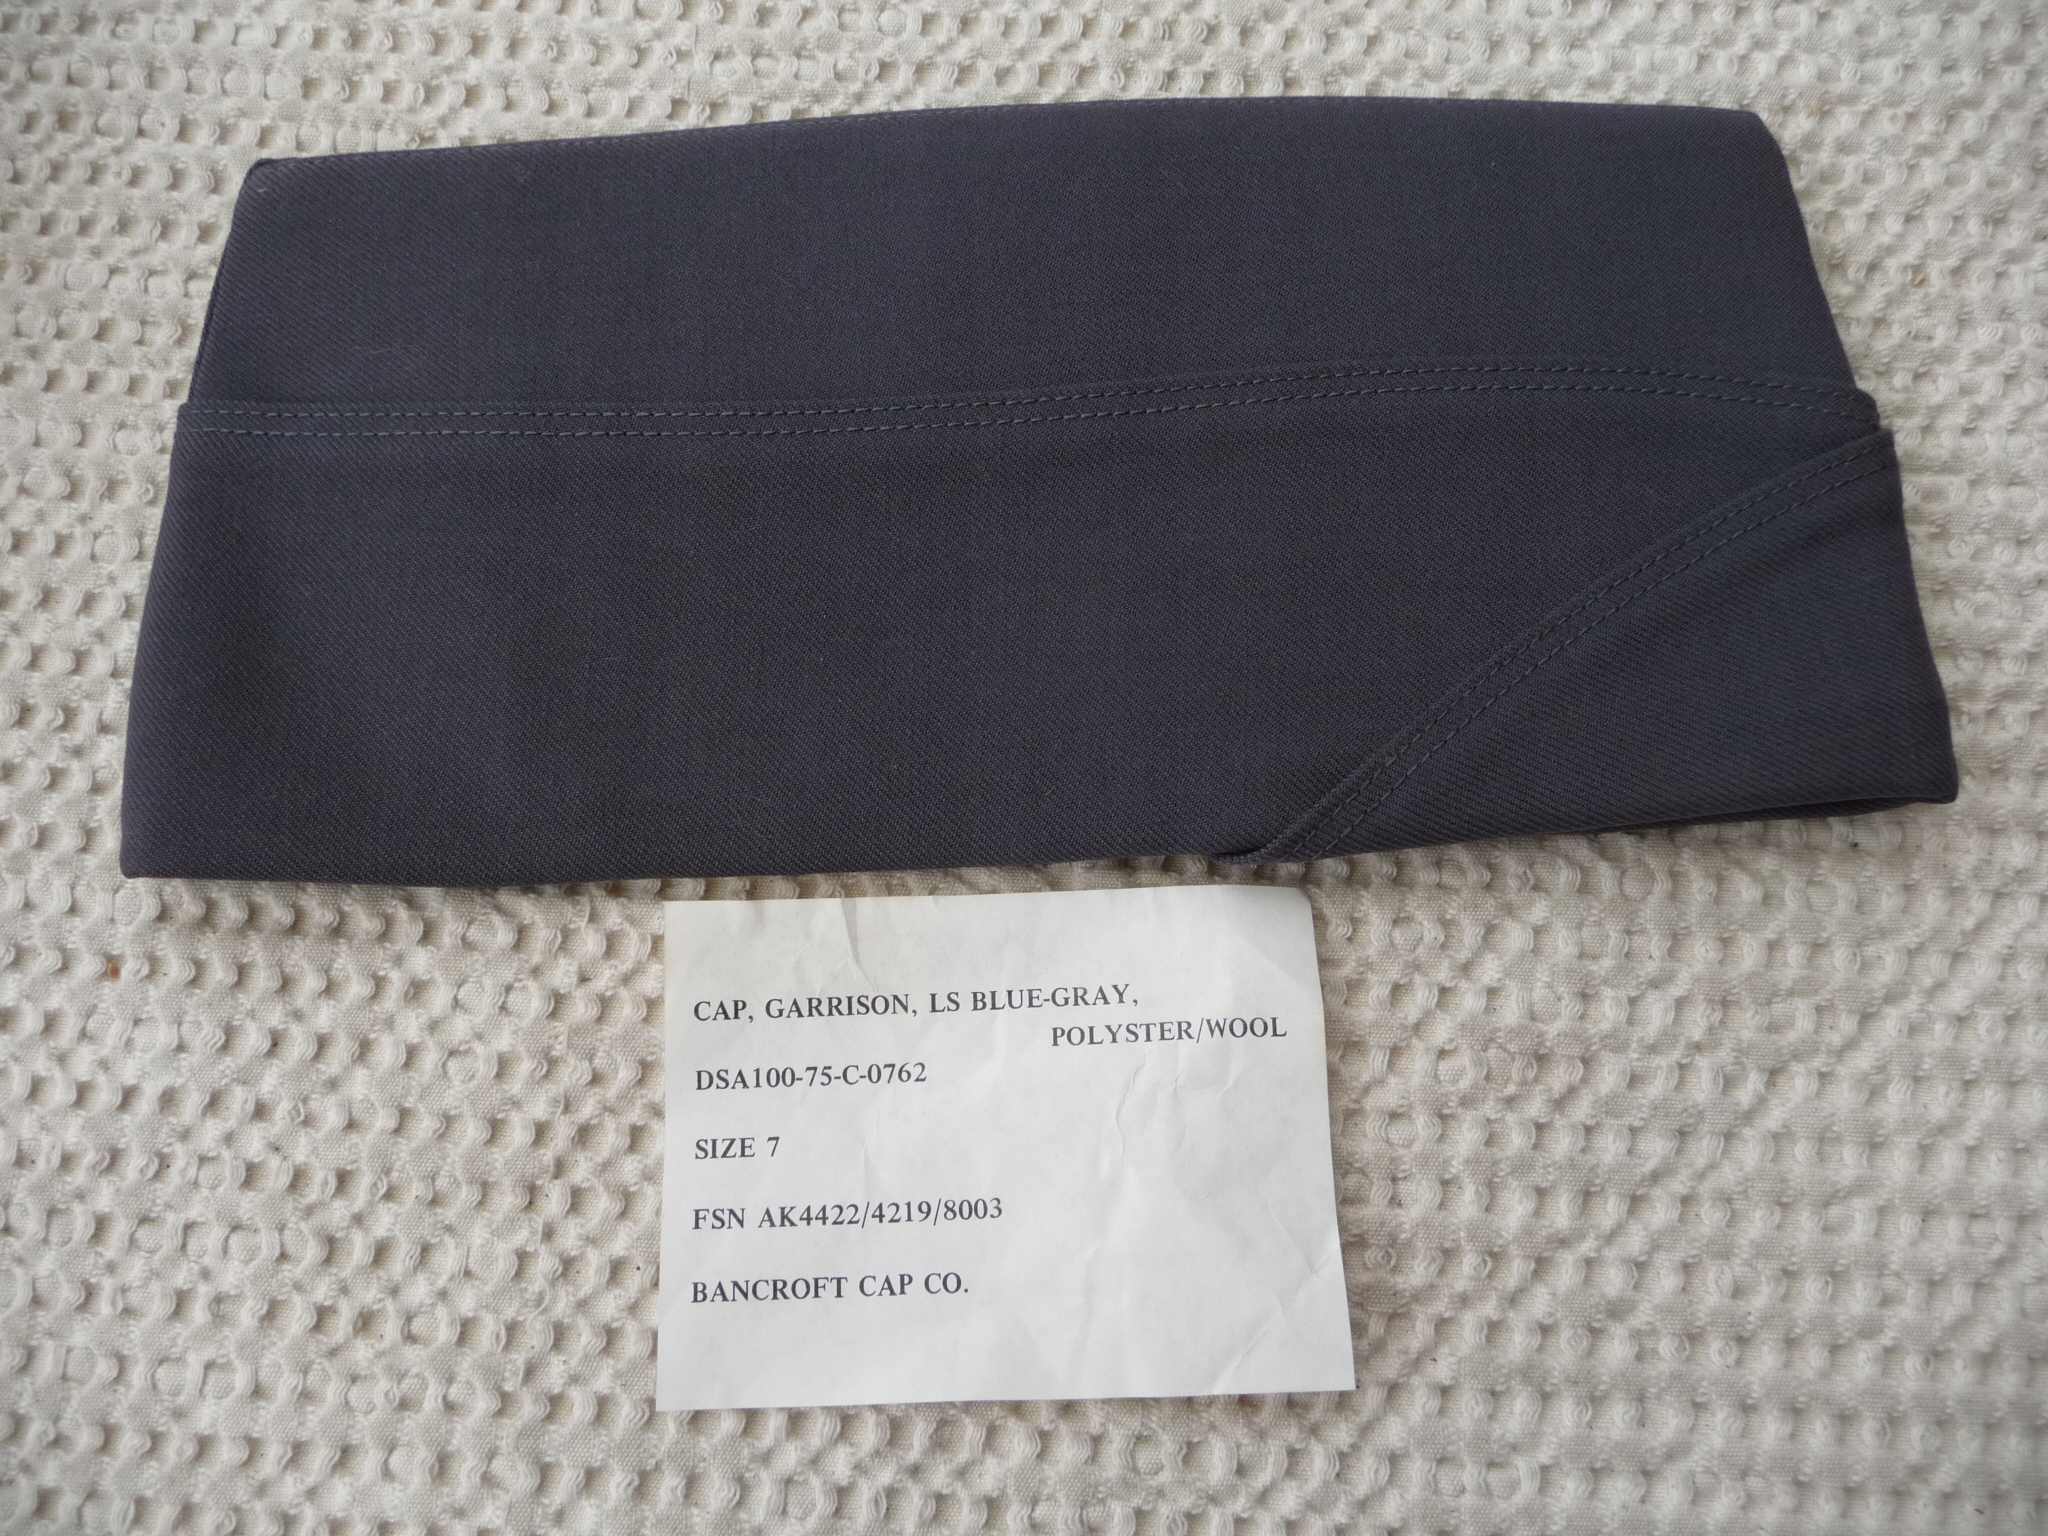 CAP, GARRISON, LS BLUE-GRAY,
POLYSTER/WOOL
DSA100-75-C-0762
SIZE 7
FSN AK4422/4219/8003
BANCROFT CAP CO.